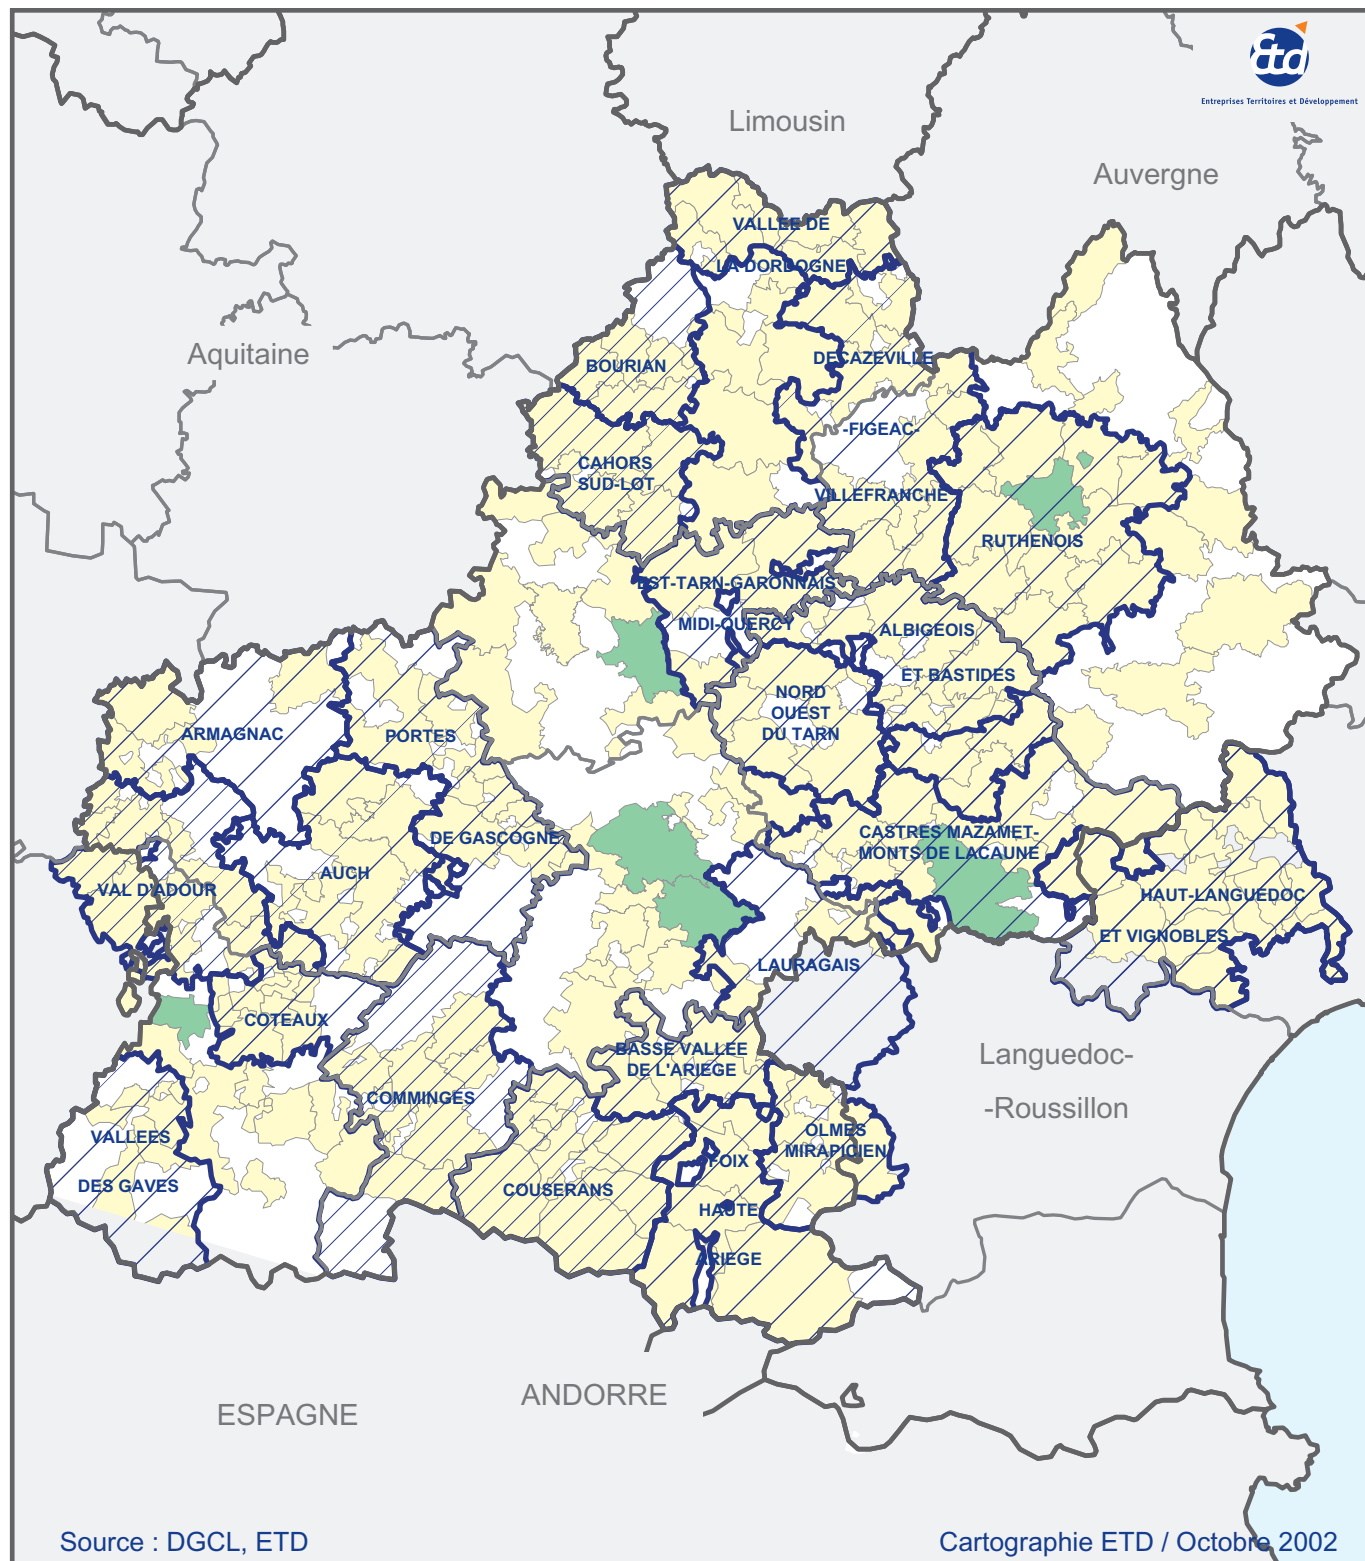 Etd
Entreprises Territoires et Développement
Limousin
Auvergne
VALLEE DE
LA DORDOGNE
Aquitaine
BOURIAN
DECAZEVILLE
-FIGEAC-
VILLEFRANCHE
CAHORS
SUD-LOT
RUTHENOIS
EST-TARN-GARONNAIS
MIDI-QUERCY
ALBIGEOIS
ET BASTIDES
NORD
OUEST
DU TARN
ARMAGNAC
PORTES
DE GASCOGNE
CASTRES MAZAMET-
MONTS DE LACAUNE
AUCH
VAL D'ADOUR
HAUT-LANGUEDOC
ET VIGNOBLES
LAURAGAIS
COTEAUX
BASSE VALLEE
DE L'ARIEGE
Languedoc-
-Roussillon
COMMINGES
VALLEES
DES GAVES
OLMES
MIRAPICIEN
FOIX
HAUTE
ARIEGE
COUSERANS
ANDORRE
ESPAGNE
Source : DGCL, ETD
Cartographie ETD / Octobre 2002